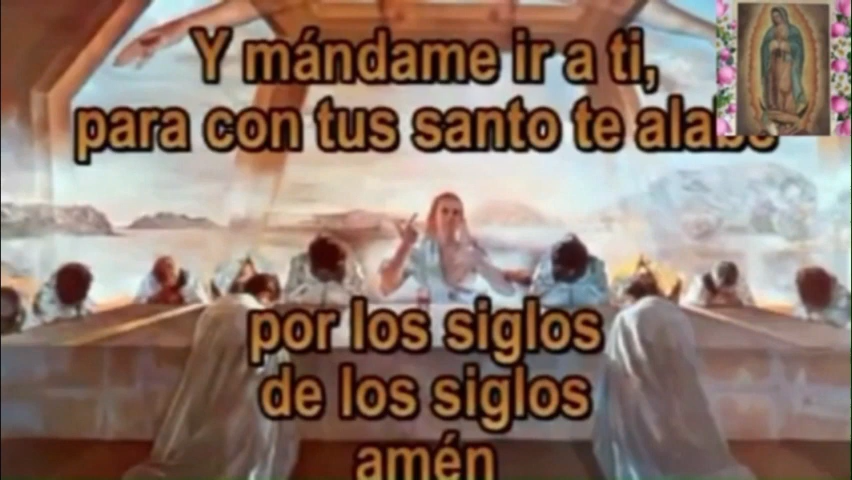 Y mándame ir a ti,
para con tus santo te alabe
por los siglos
de los siglos
amén